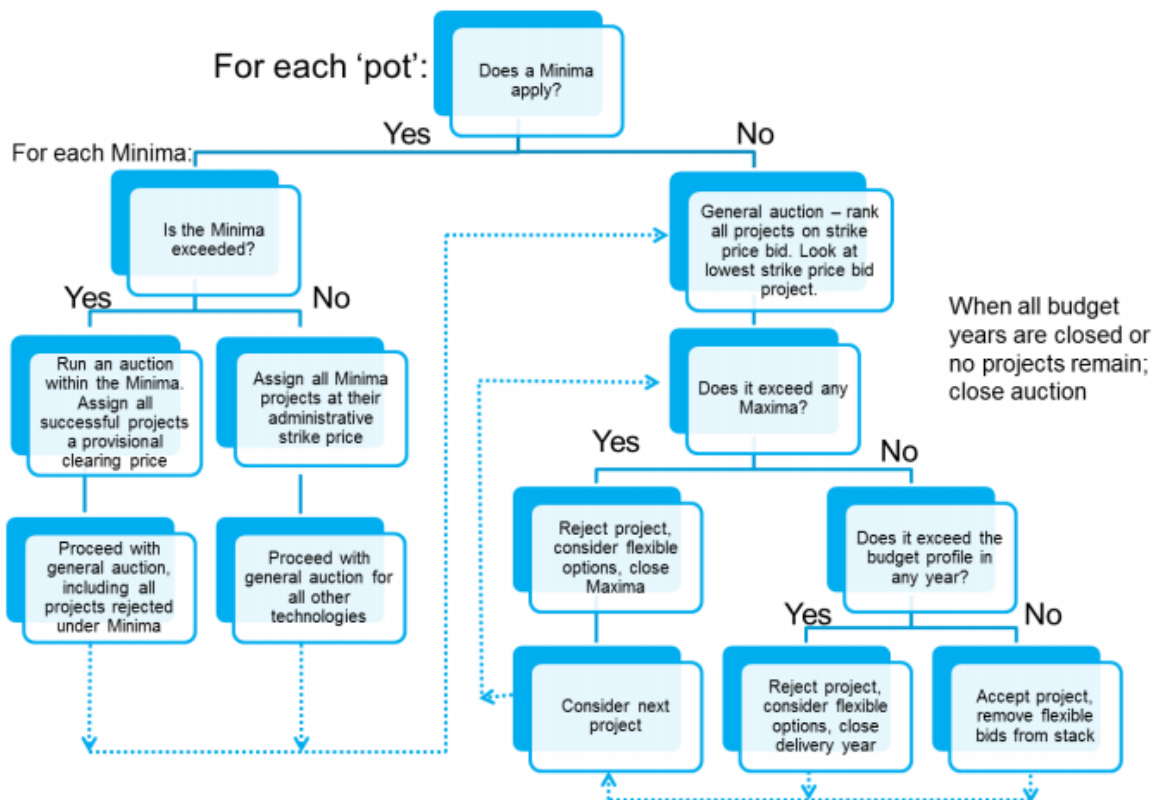 For each ‘pot’:
Does a Minima
apply?
Yes
No
For each Minima:
Is the Minima
exceeded?
General auction – rank
all projects on strike
price bid. Look at
lowest strike price bid
project.
Yes
No
When all budget
years are closed or
no projects remain;
close auction
Run an auction
within the Minima.
Assign all
successful projects
a provisional
clearing price
Assign all Minima
projects at their
administrative
strike price
Does it exceed any
Maxima?
Yes
No
Proceed with
general auction,
including all
projects rejected
under Minima
Proceed with
general auction for
all other
technologies
Reject project,
consider flexible
options, close
Maxima
Does it exceed the
budget profile in
any year?
Yes
No
Consider next
project
Reject project,
consider flexible
options, close
delivery year
Accept project,
remove flexible
bids from stack